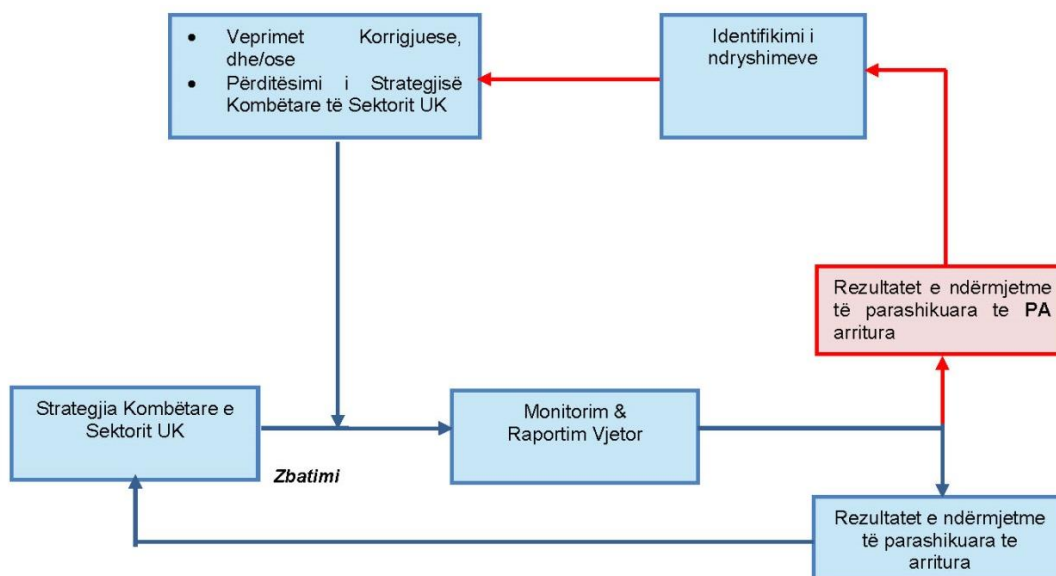 • Veprimet Korrigjuese,
dhe/ose
• Përditësimi i Strategjisë
Kombëtare të Sektorit UK
Identifikimi i
ndryshimeve
Rezultatet e ndërmjetme
të parashikuara te PA
arritura
Strategjia Kombëtare e
Sektorit UK
Zbatimi
Monitorim &
Raportim Vjetor
Rezultatet e ndërmjetme
të parashikuara te
arritura